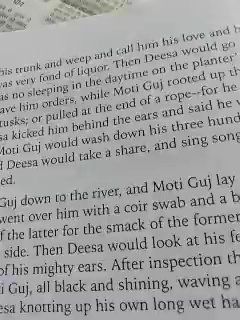 his trunk and weep and call him his love and h
was very fond of liquor. Then Deesa would go
as no sleeping in the daytime on the planter'
ave him orders, while Moti Guj rooted up th
tusks; or pulled at the end of a rope--for he
sa kicked him behind the ears and said he w
Moti Guj would wash down his three hund
d Deesa would take a share, and sing song
ed.
Guj down to the river, and Moti Guj lay
went over him with a coir swab and a b
f the latter for the smack of the former
side. Then Deesa would look at his fe
of his mighty ears. After inspection th
i Guj, all black and shining, waving a
esa knotting up his own long wet ha